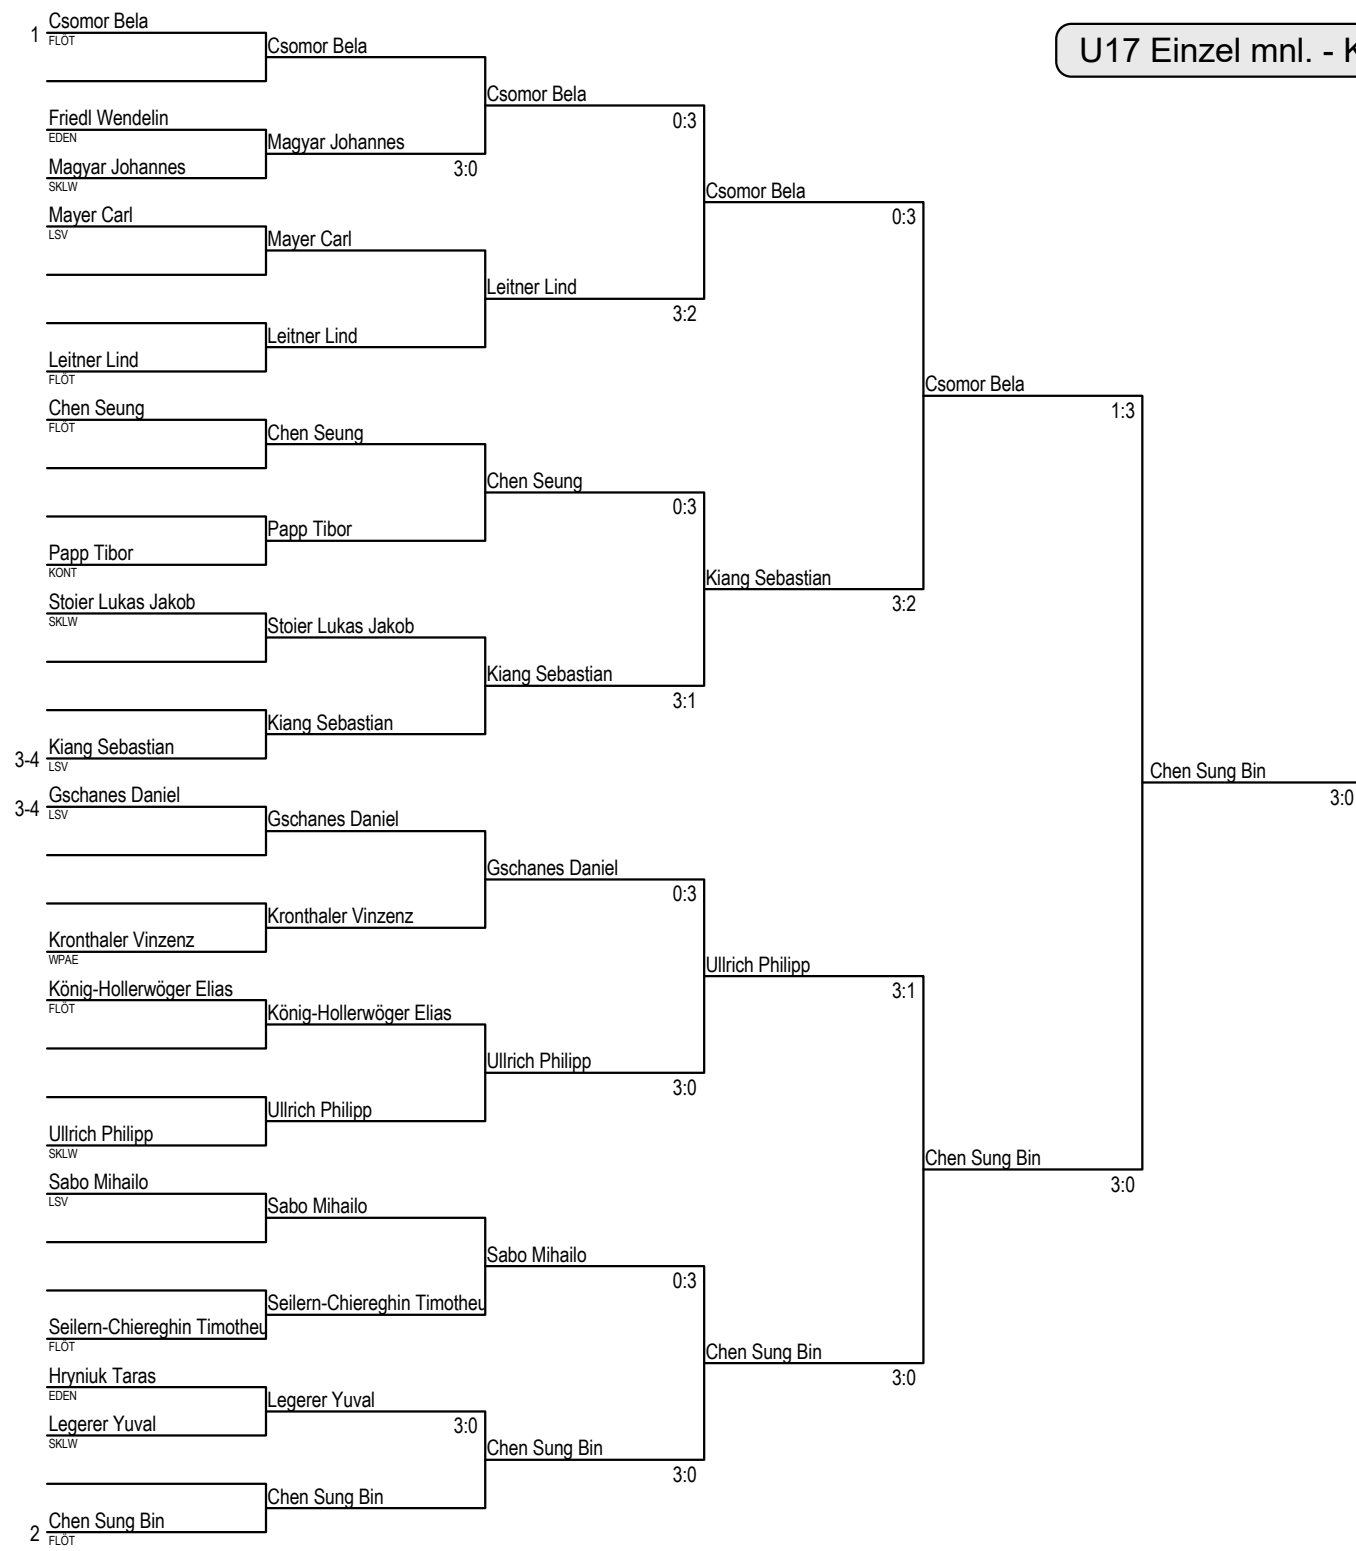 Csomor Bela
1
FLÖT
Csomor Bela
U17 Einzel mnl. - K
Csomor Bela
0:3
Friedl Wendelin
EDEN
Magyar Johannes
3:0
Magyar Johannes
SKLW
Csomor Bela
0:3
Mayer Carl
LSV
Mayer Carl
Leitner Lind
3:2
Leitner Lind
Leitner Lind
FLÖT
Csomor Bela
1:3
Chen Seung
FLÖT
Chen Seung
Chen Seung
0:3
Papp Tibor
Papp Tibor
KONT
Kiang Sebastian
3:2
Stoier Lukas Jakob
SKLW
Stoier Lukas Jakob
Kiang Sebastian
3:1
Kiang Sebastian
3-4 Kiang Sebastian
LSV
Chen Sung Bin
3:0
3-4 Gschanes Daniel
LSV
Gschanes Daniel
Gschanes Daniel
0:3
Kronthaler Vinzenz
Kronthaler Vinzenz
WPAE
Ullrich Philipp
3:1
König-Hollerwöger Elias
FLÖT
König-Hollerwöger Elias
Ullrich Philipp
3:0
Ullrich Philipp
Ullrich Philipp
SKLW
Chen Sung Bin
3:0
Sabo Mihailo
LSV
Sabo Mihailo
Sabo Mihailo
0:3
Seilern-Chiereghin Timotheu
Seilern-Chiereghin Timotheu
FLÖT
Chen Sung Bin
3:0
Hryniuk Taras
EDEN
Legerer Yuval
3:0
Legerer Yuval
SKLW
Chen Sung Bin
3:0
Chen Sung Bin
2 Chen Sung Bin
FLÖT